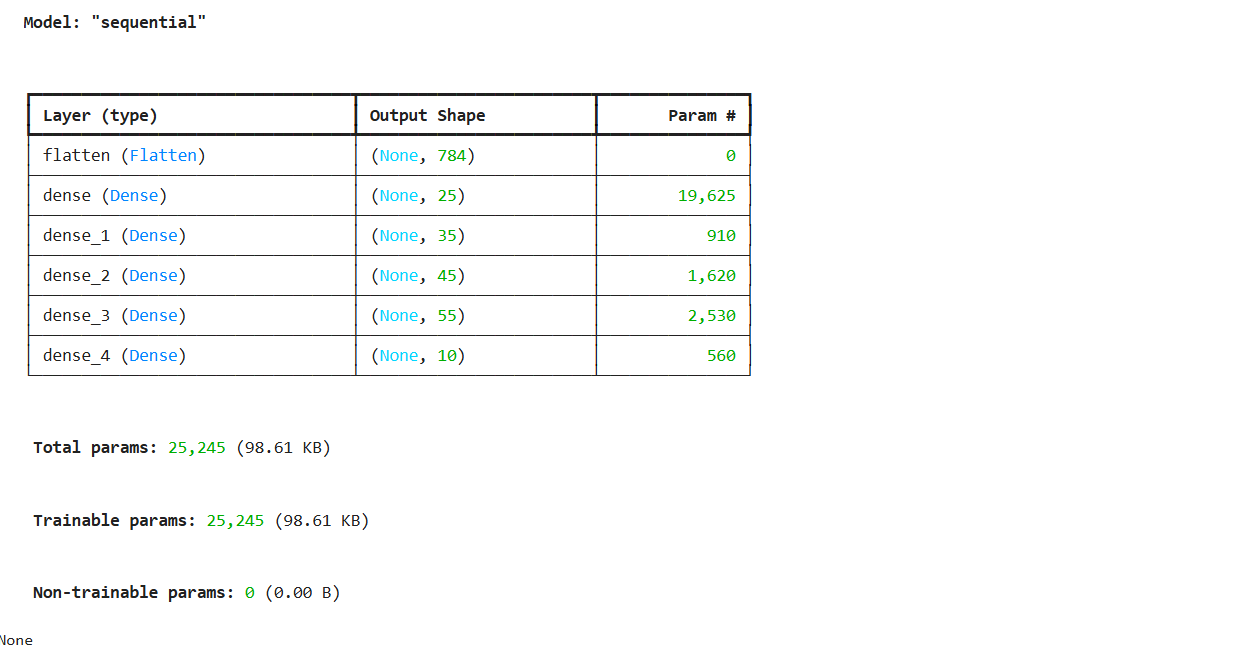 Model: "sequential"
Layer (type) Output Shape Param #
flatten (Flatten) (None, 784) 0
dense (Dense) (None, 25) 19,625
dense_1 (Dense) (None, 35) 910
dense_2 (Dense) (None, 45) 1,620
dense_3 (Dense) (None, 55) 2,530
dense_4 (Dense) (None, 10) 560
Total params: 25,245 (98.61 KB)
Trainable params: 25,245 (98.61 KB)
Non-trainable params: 0 (0.00 B)
None